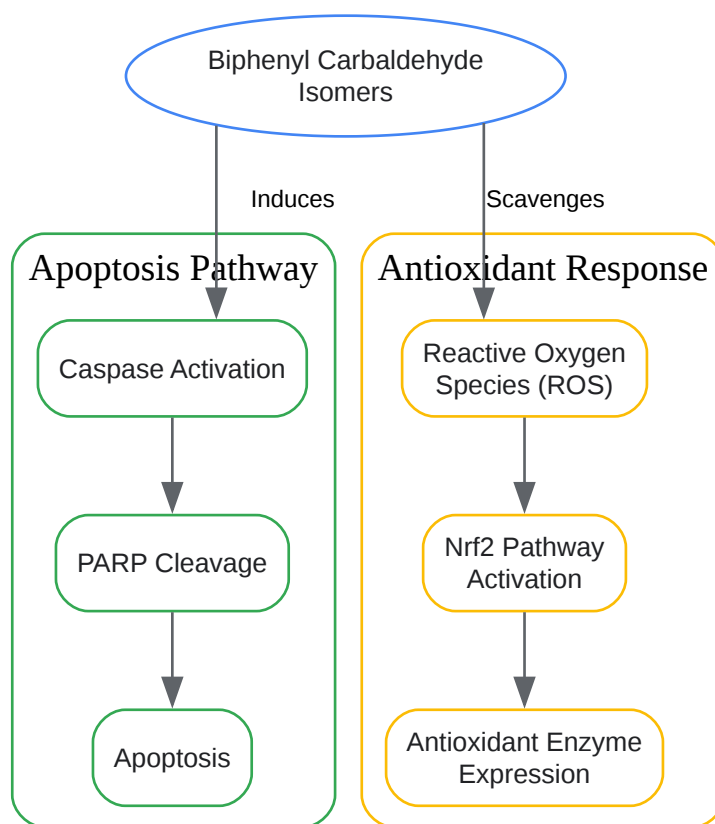 Biphenyl Carbaldehyde
Isomers
Induces
Scavenges
Apoptosis Pathway
Antioxidant Response
Caspase Activation
Reactive Oxygen
Species (ROS)
PARP Cleavage
Nrf2 Pathway
Activation
Apoptosis
Antioxidant Enzyme
Expression